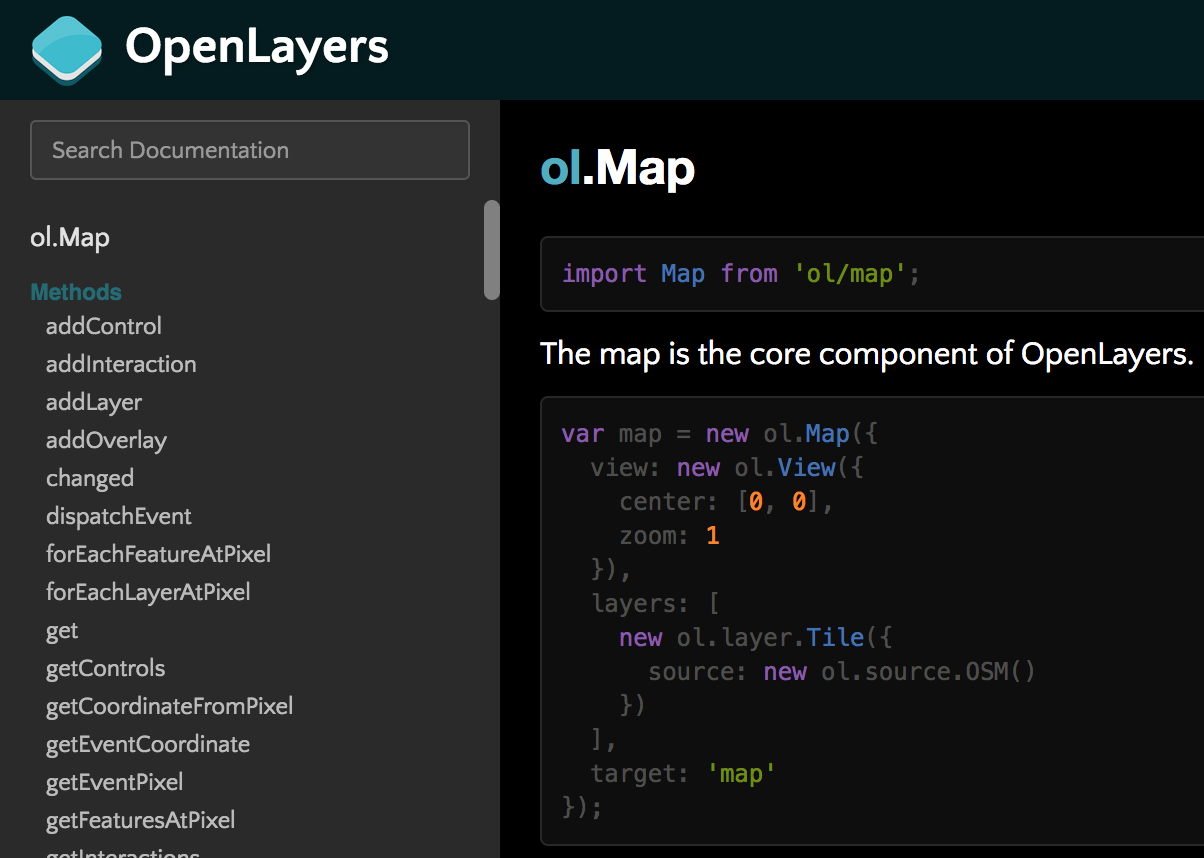 OpenLayers
Search Documentation
ol.Map
Methods
addControl
addInteraction
addLayer
addOverlay
changed
dispatchEvent
forEachFeatureAtPixel
forEachLayerAtPixel
get
getControls
getCoordinateFromPixel
getEventCoordinate
getEventPixel
getFeaturesAtPixel
getInteractions
ol.Map
import Map from 'ol/map';
The map is the core component of OpenLayers.
var map = new ol.Map({
  view: new ol.View({
    center: [0, 0],
    zoom: 1
  }),
  layers: [
    new ol.layer.Tile({
      source: new ol.source.OSM()
    })
  ],
  target: 'map'
});